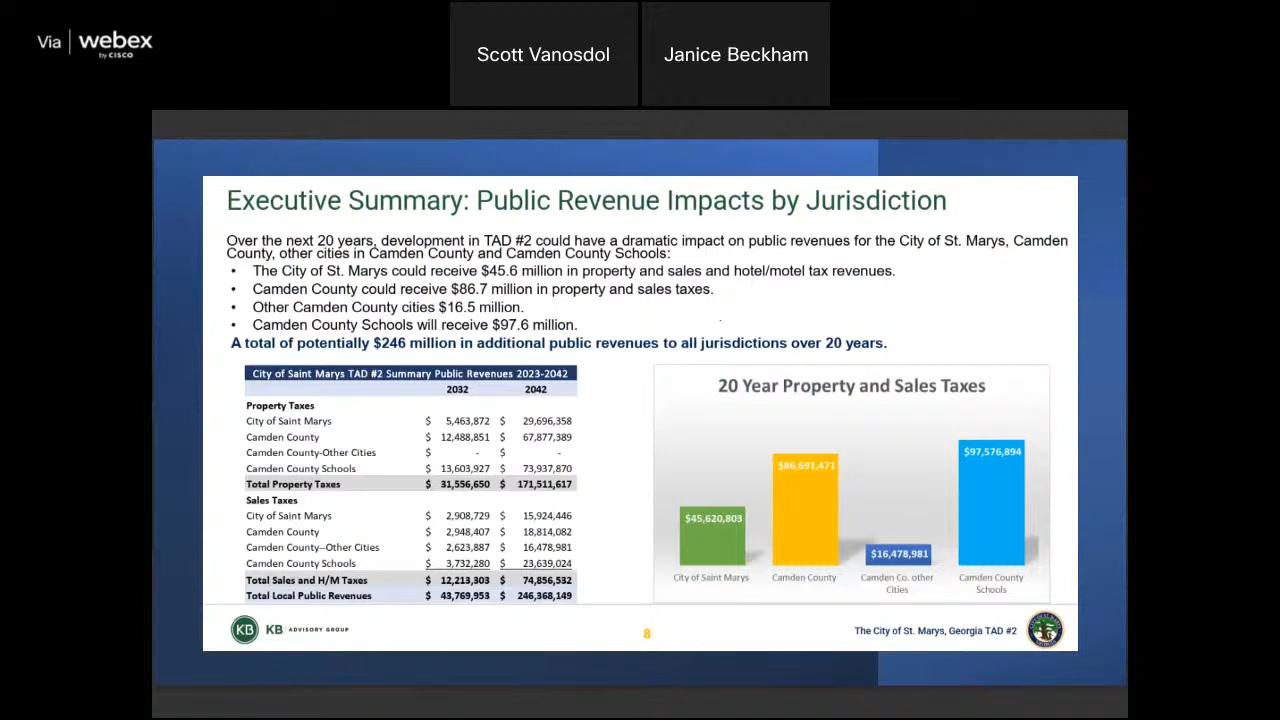 Via | webex
by CISCO
Scott Vanosdol
Janice Beckham
Executive Summary: Public Revenue Impacts by Jurisdiction
Over the next 20 years, development in TAD #2 could have a dramatic impact on public revenues for the City of St. Marys, Camden
County, other cities in Camden County and Camden County Schools:
• The City of St. Marys could receive $45.6 million in property and sales and hotel/motel tax revenues.
• Camden County could receive $86.7 million in property and sales taxes.
• Other Camden County cities $16.5 million.
• Camden County Schools will receive $97.6 million.
A total of potentially $246 million in additional public revenues to all jurisdictions over 20 years.
City of Saint Marys TAD #2 Summary Public Revenues 2023-2042
2032 2042
Property Taxes
City of Saint Marys $ 5,463,872 $ 29,696,358
Camden County $ 12,488,851 $ 67,877,389
Camden County-Other Cities $ - $ -
Camden County Schools $ 13,603,927 $ 73,937,870
Total Property Taxes $ 31,556,650 $ 171,511,617
Sales Taxes
City of Saint Marys $ 2,908,729 $ 15,924,446
Camden County $ 2,948,407 $ 18,814,082
Camden County--Other Cities $ 2,623,887 $ 16,478,981
Camden County Schools $ 3,732,280 $ 23,639,024
Total Sales and H/M Taxes $ 12,213,303 $ 74,856,532
Total Local Public Revenues $ 43,769,953 $ 246,368,149
20 Year Property and Sales Taxes
$45,620,803
$86,691,471
$16,478,981
$97,576,894
City of Saint Marys
Camden County
Camden Co. other
Cities
Camden County
Schools
KB KB ADVISORY GROUP
8
The City of St. Marys, Georgia TAD #2